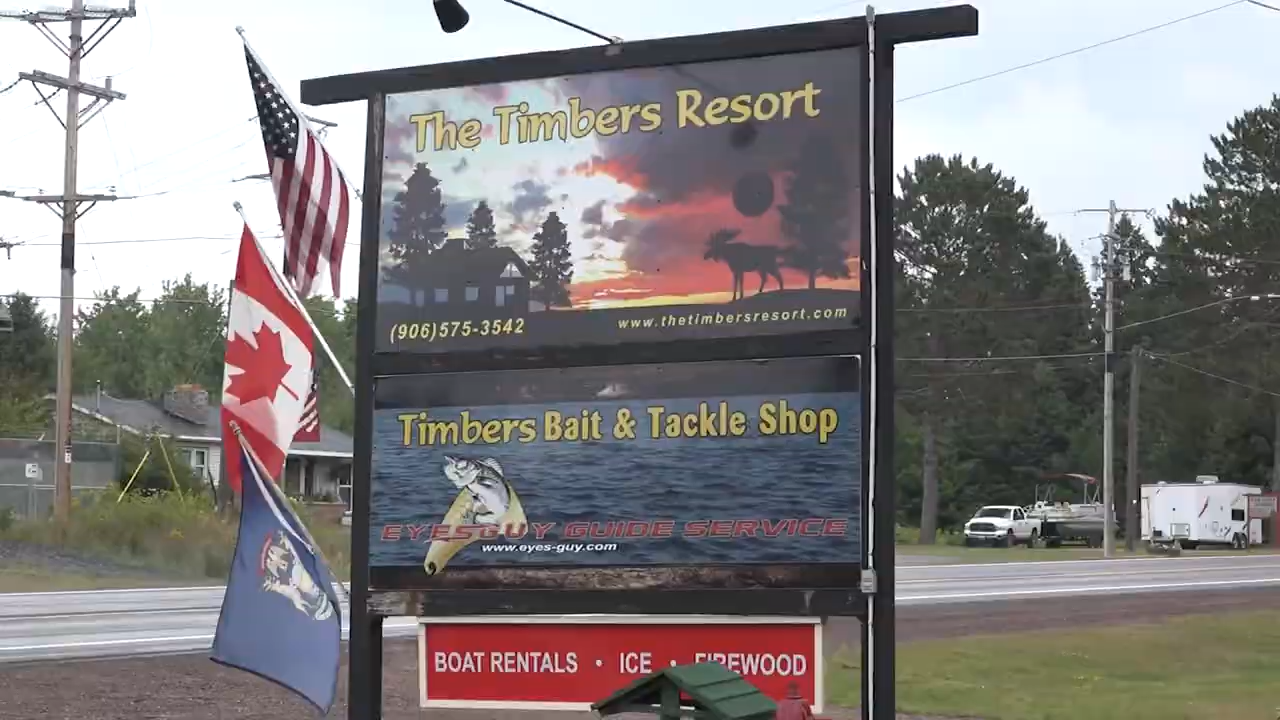 The Timbers Resort
(906)575-3542
www.thetimbersresort.com
Timbers Bait & Tackle Shop
EYESGUY GUIDE SERVICE
www.eyes-guy.com
BOAT RENTALS • ICE • FIREWOOD